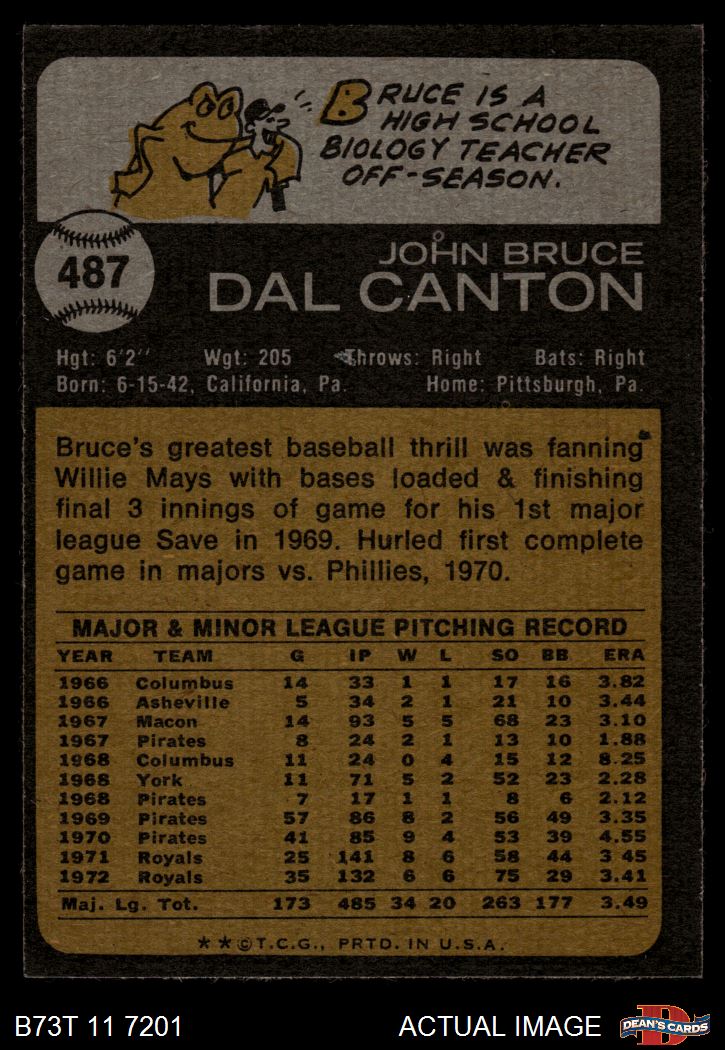 BRUCE IS A
HIGH SCHOOL
BIOLOGY TEACHER
OFF-SEASON.
487
JOHN BRUCE
DAL CANTON
Hgt: 6'2" Wgt: 205 Throws: Right Bats: Right
Born: 6-15-42, California, Pa. Home: Pittsburgh, Pa.
Bruce's greatest baseball thrill was fanning
Willie Mays with bases loaded & finishing
final 3 innings of game for his 1st major
league Save in 1969. Hurled first complete
game in majors vs. Phillies, 1970.
MAJOR & MINOR LEAGUE PITCHING RECORD
YEAR TEAM G IP W L SO BB ERA
1966 Columbus 14 33 1 1 17 16 3.82
1966 Asheville 5 34 2 1 21 10 3.44
1967 Macon 14 93 5 5 68 23 3.10
1967 Pirates 8 24 2 1 13 10 1.88
1968 Columbus 11 24 0 4 15 12 8.25
1968 York 11 71 5 2 52 23 2.28
1968 Pirates 7 17 1 1 8 6 2.12
1969 Pirates 57 86 8 2 56 49 3.35
1970 Pirates 41 85 9 4 53 39 4.55
1971 Royals 25 141 8 6 58 44 3 45
1972 Royals 35 132 6 6 75 29 3.41
Maj. Lg. Tot. 173 485 34 20 263 177 3.49
**©T.C.G., PRTD. IN U.S.A.
B73T 11 7201 ACTUAL IMAGE DEAN'S CARDS